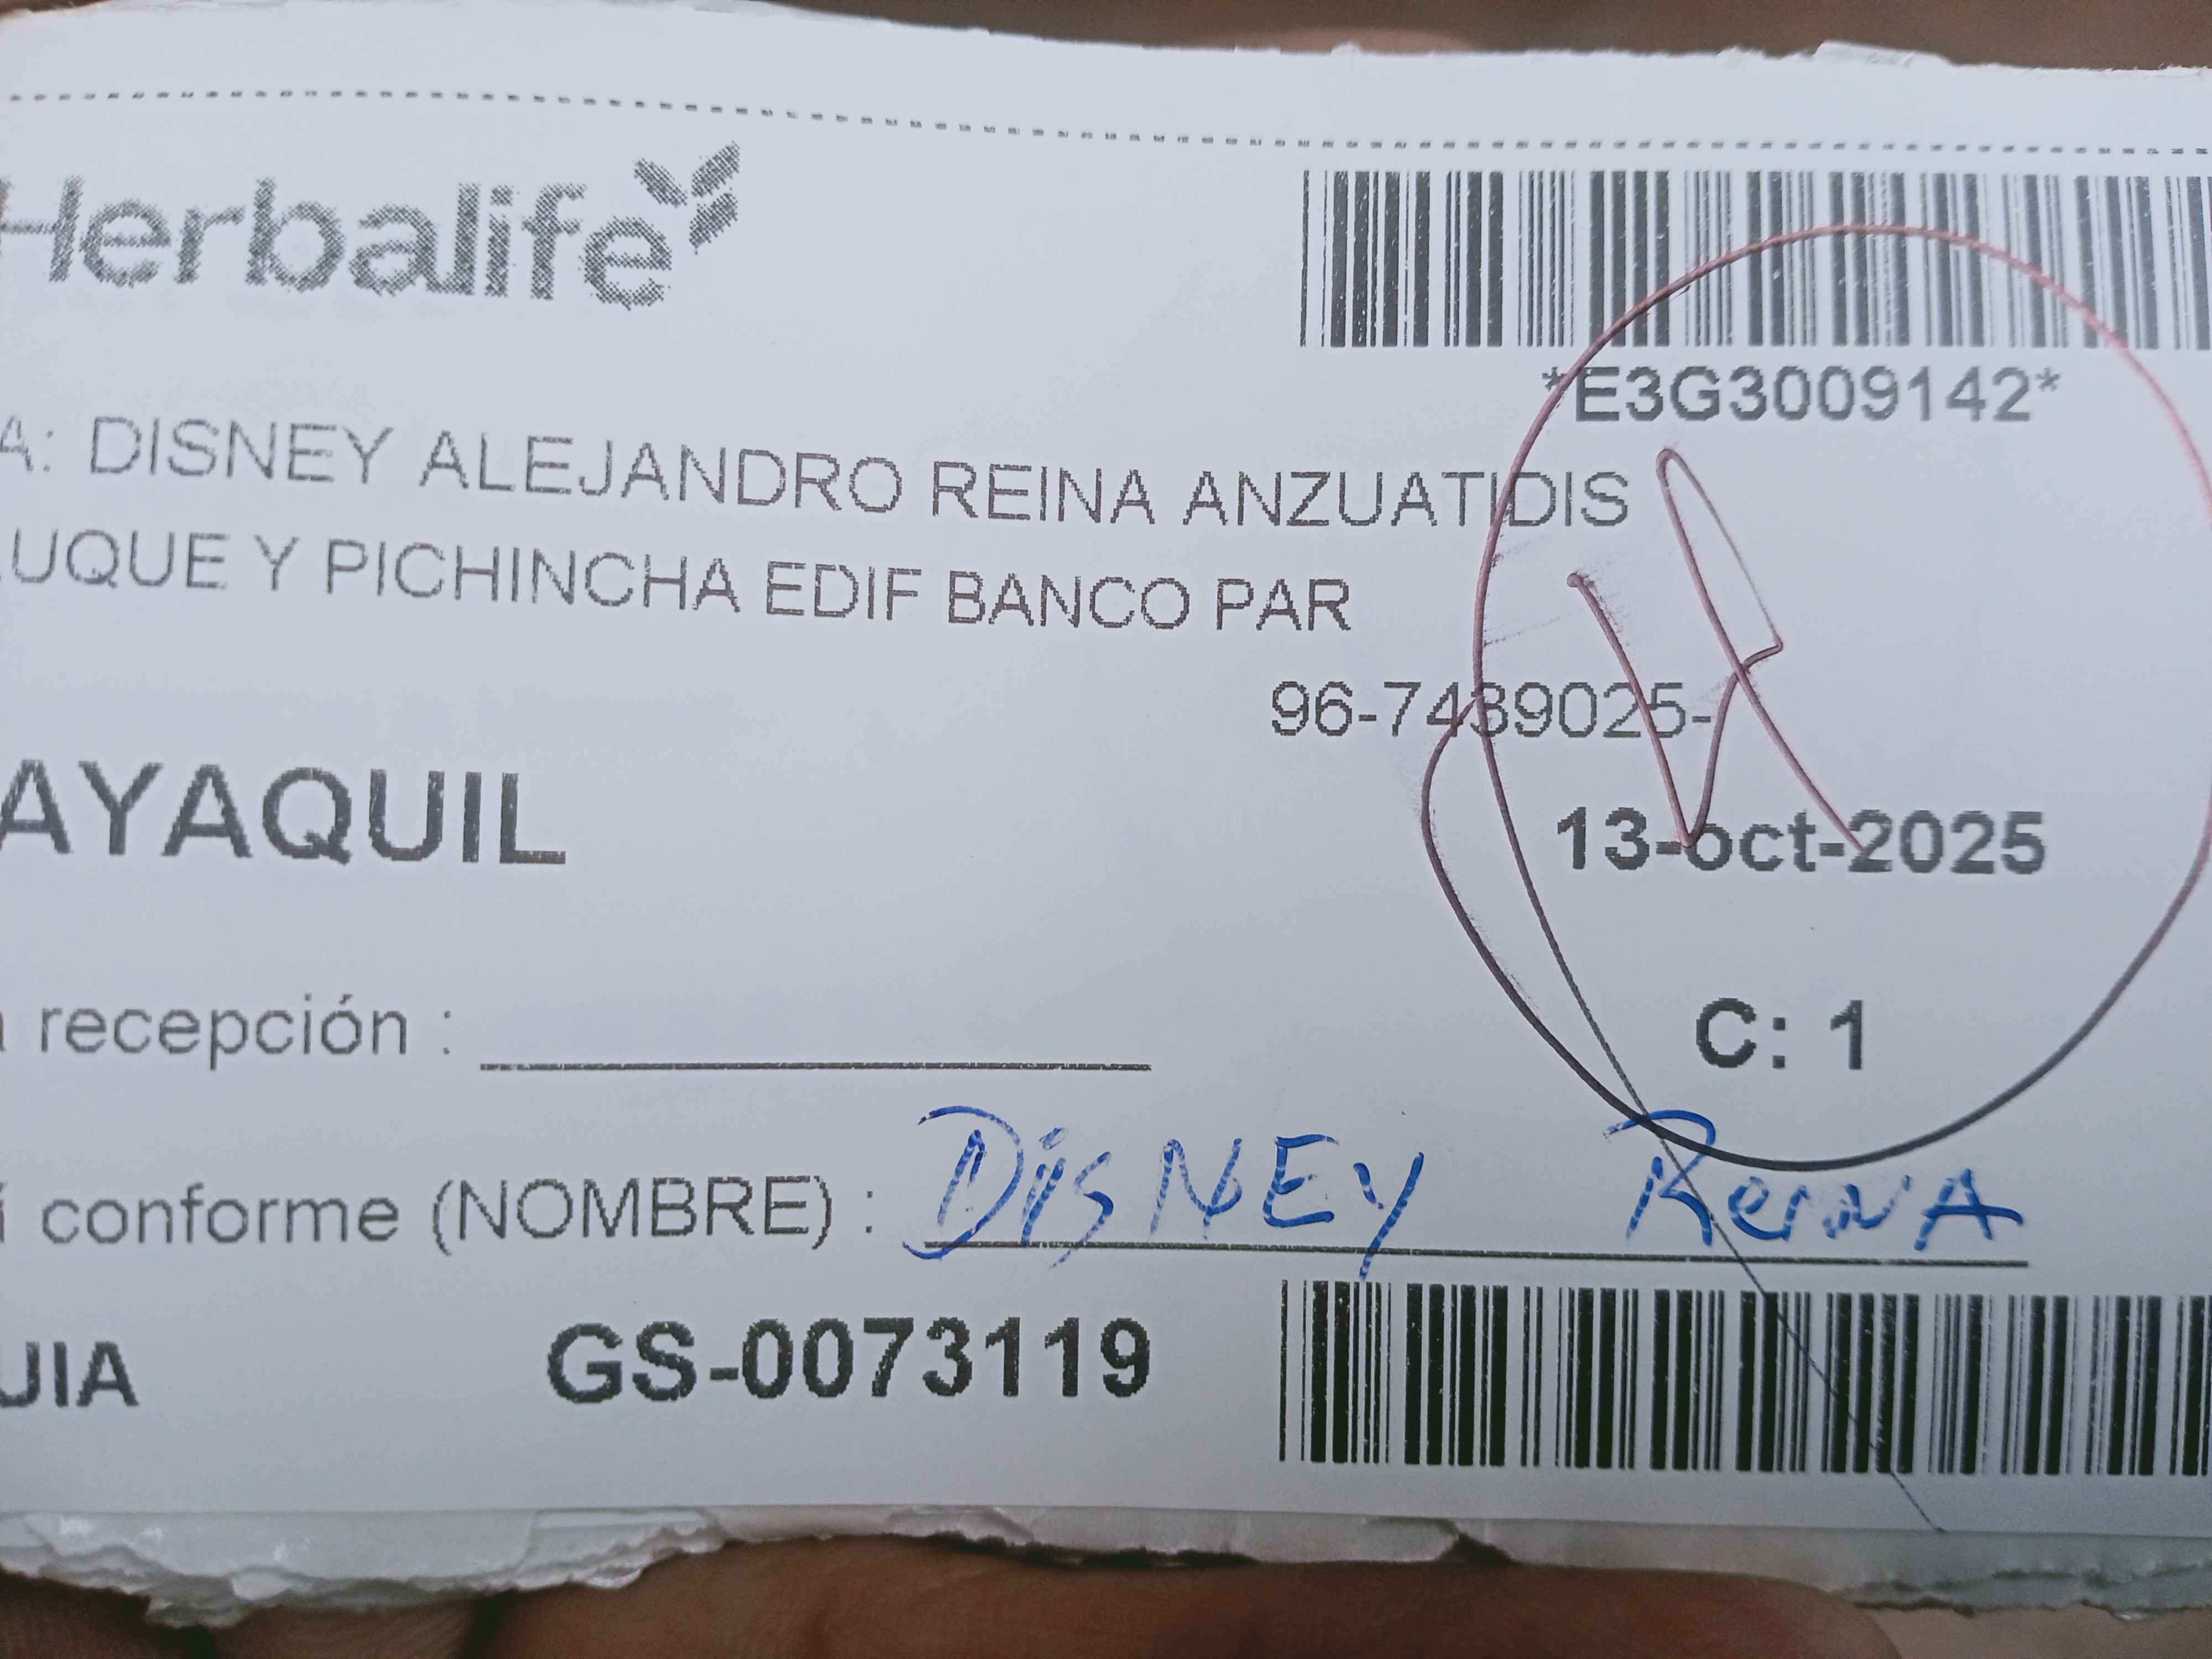 Herbalife
*E3G3009142*
A: DISNEY ALEJANDRO REINA ANZUATIDIS
UQUE Y PICHINCHA EDIF BANCO PAR
96-7439025-
AYAQUIL
13-oct-2025
recepción :
C: 1
í conforme (NOMBRE) : DiSNEY ReiNA
UIA GS-0073119